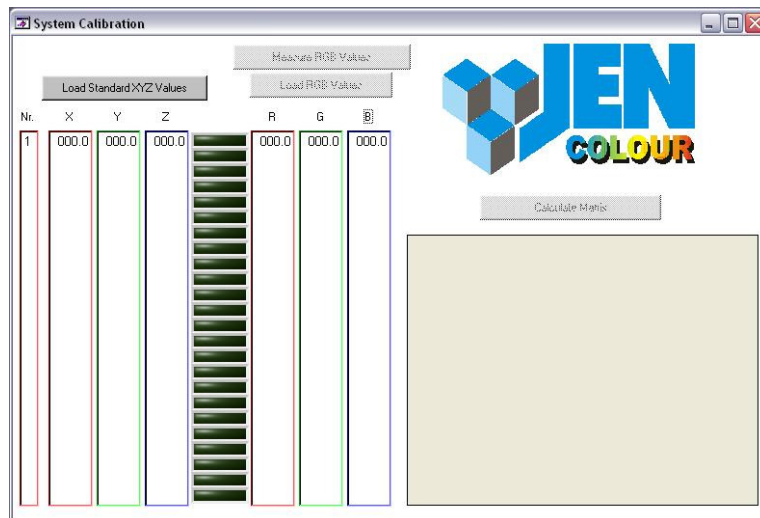 System Calibration
Measure RGB Values
Load Standard XYZ Values
Load RGB Values
Nr. X Y Z R G B
1 000.0 000.0 000.0 000.0 000.0 000.0
JEN
COLOUR
Calculate Matrix